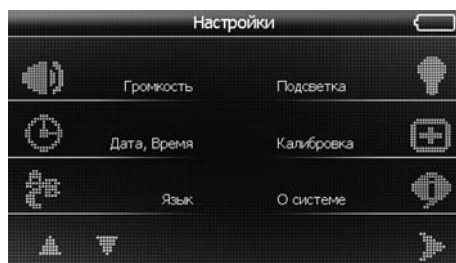 Настройки
Громкость Подсветка
Дата, Время Калибровка
Язык О системе